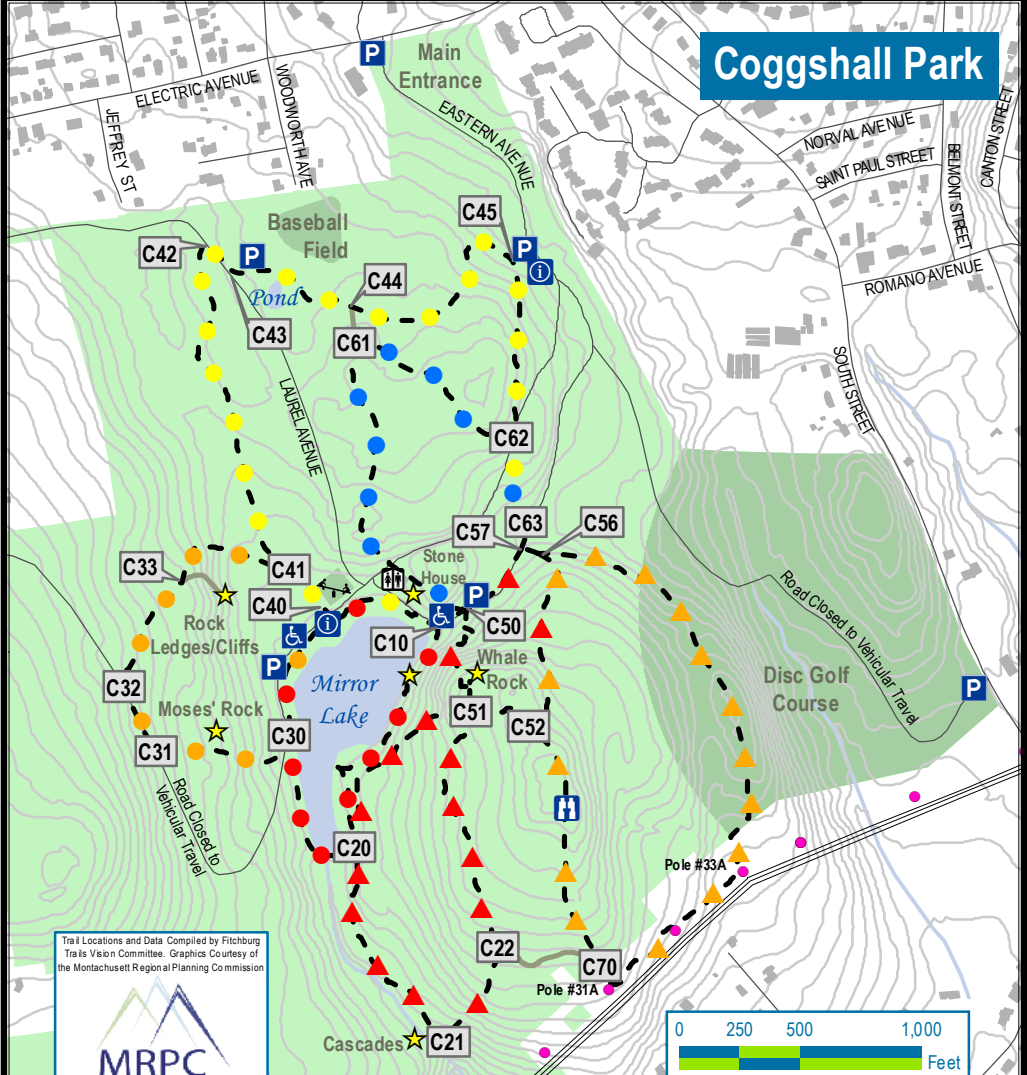 Coggshall Park
P
Main
Entrance
ELECTRIC AVENUE
WOODWORTH AVE
JEFFREY ST
EASTERN AVENUE
NORVAL AVENUE
SAINT PAUL STREET
BELMONT STREET
CANTON STREET
ROMANO AVENUE
SOUTH STREET
Baseball
Field
C45
C42
P
P
i
Pond
C44
C43
C61
LAUREL AVENUE
C62
C57
C63
C56
C33
C41
Stone
House
C40
i
P
C50
C10
Rock
Ledges/Cliffs
Road Closed to Vehicular Travel
P
Whale
Rock
Mirror
Lake
C32
Disc Golf
Course
P
Moses' Rock
C51
C52
C30
C31
Road Closed to
Vehicular Travel
C20
Pole #33A
C22
C70
Pole #31A
Cascades
C21
Trail Locations and Data Compiled by Fitchburg
Trails Vision Committee. Graphics Courtesy of
the Montachusett Regional Planning Commission
MRPC
0 250 500 1,000
Feet